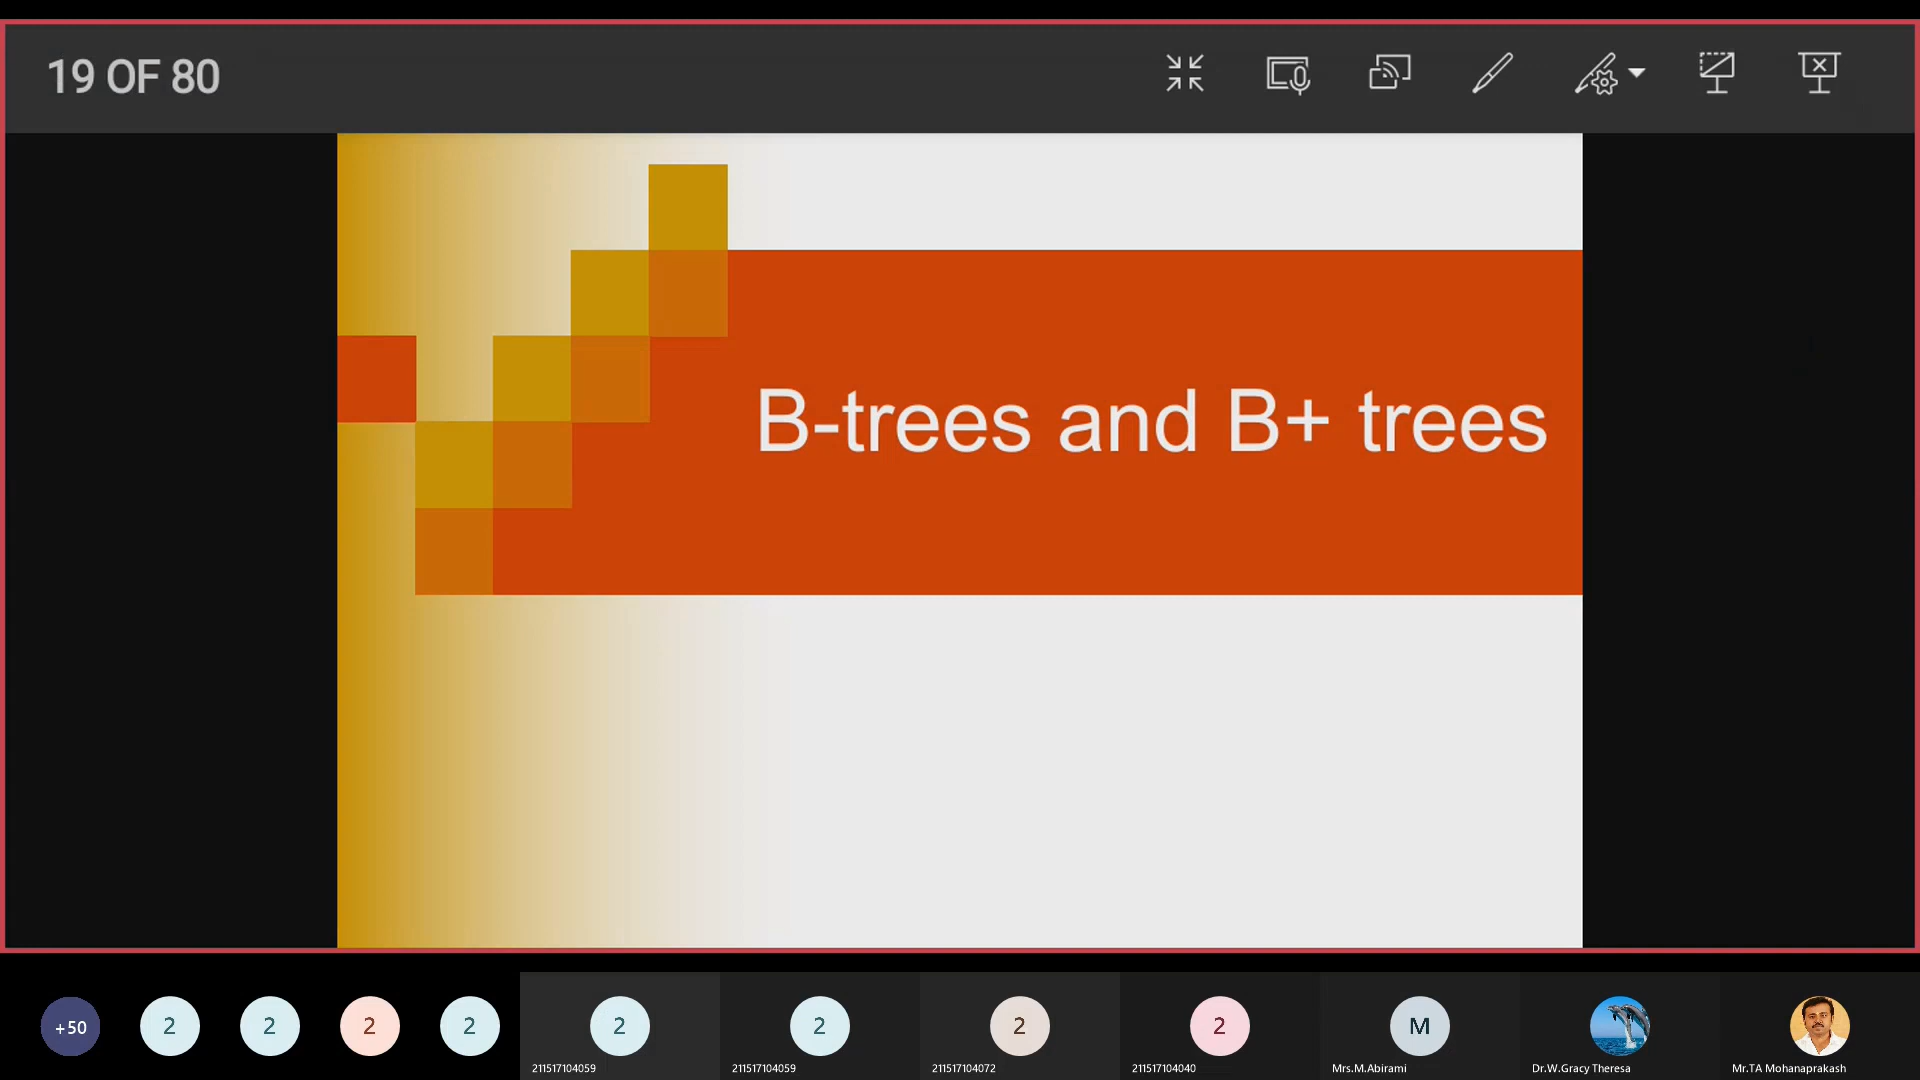 19 OF 80
B-trees and B+ trees
+50
2
2
2
2
2
2
2
2
M
211517104059
211517104059
211517104072
211517104040
Mrs.M.Abirami
Dr.W.Gracy Theresa
Mr.TA Mohanaprakash